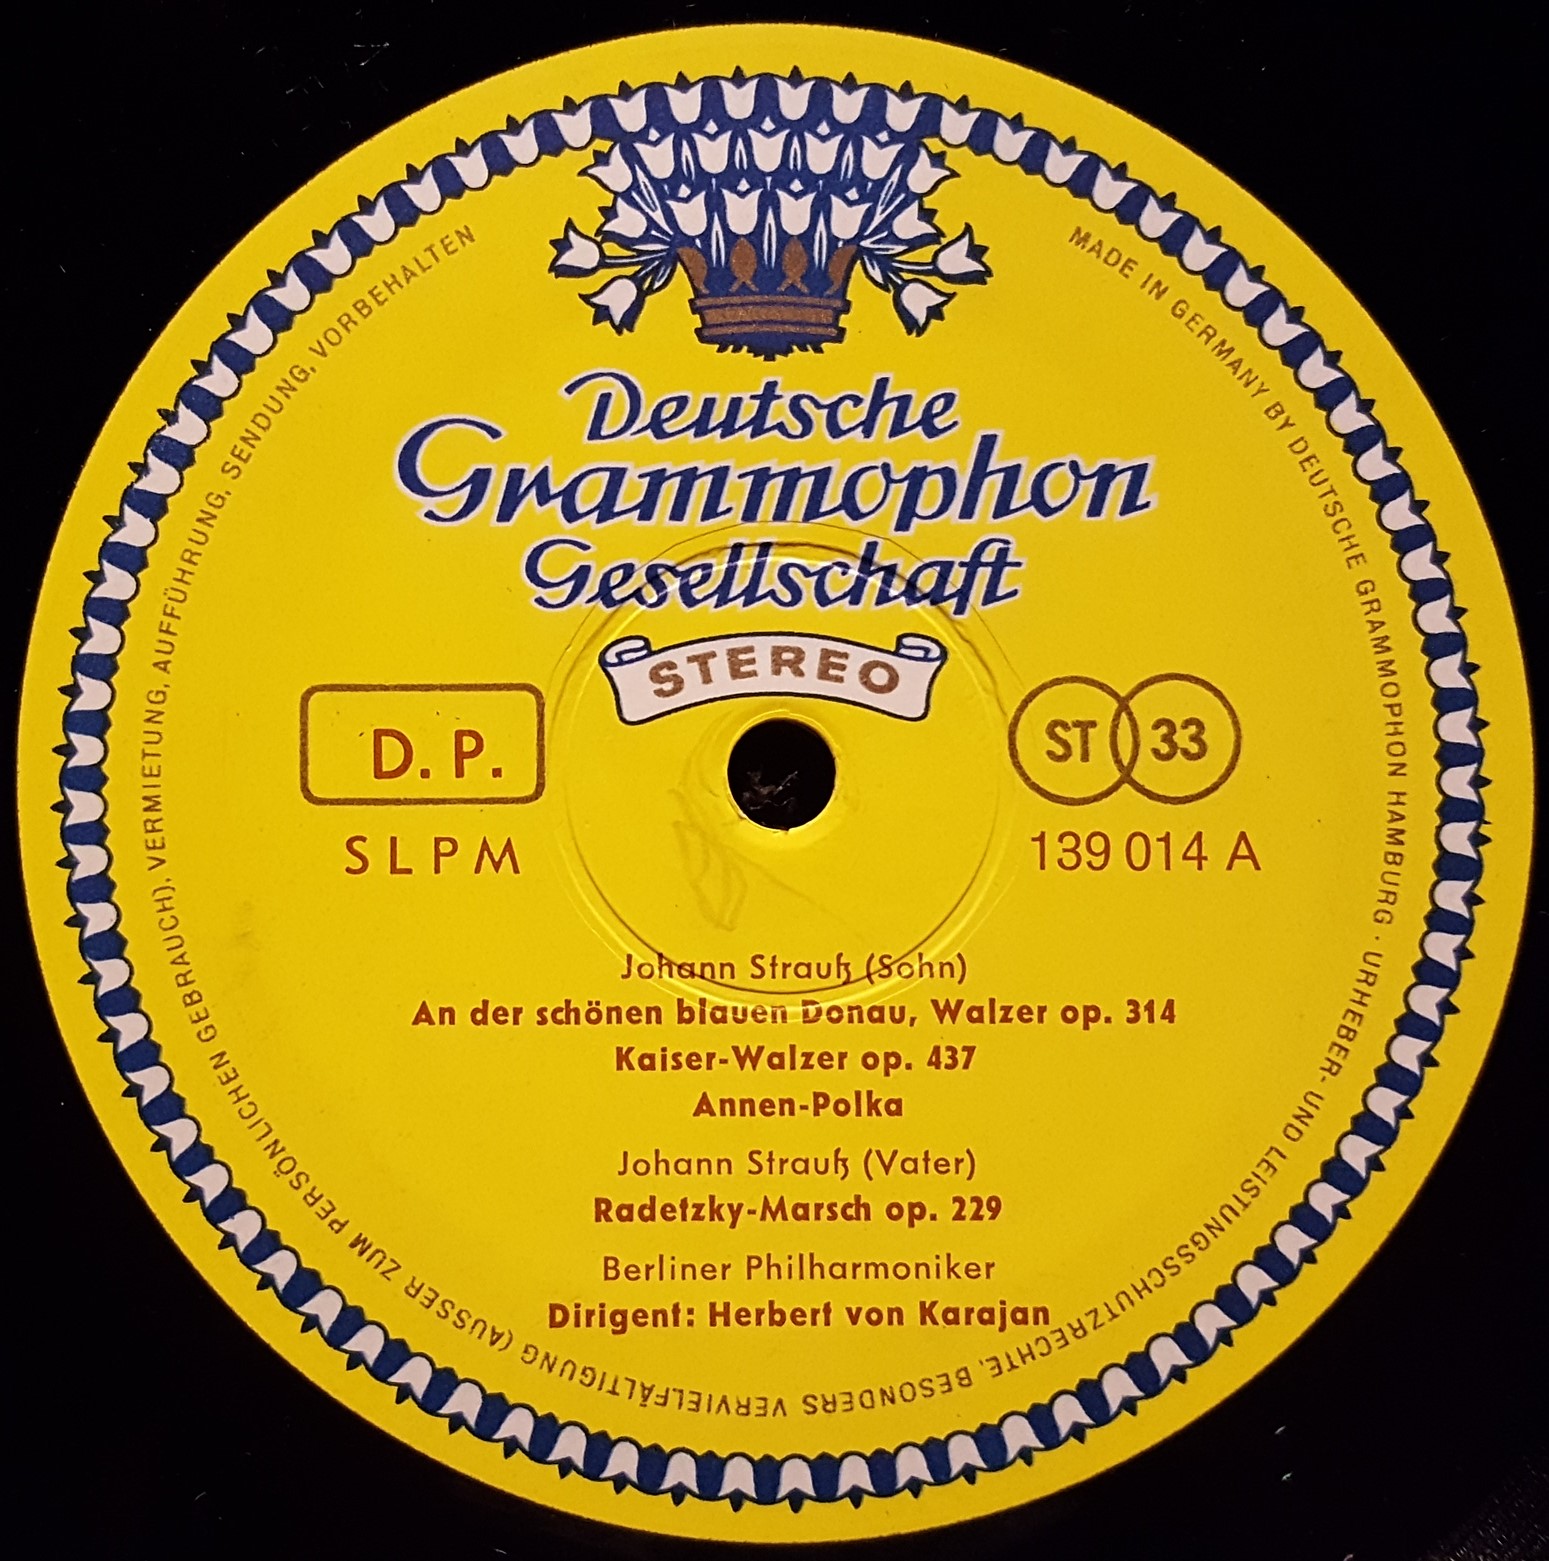 Deutsche
Grammophon
Gesellschaft
STEREO
D. P.
ST 33
SLPM
139 014 A
Johann Strauß (Sohn)
An der schönen blauen Donau, Walzer op. 314
Kaiser-Walzer op. 437
Annen-Polka
Johann Strauß (Vater)
Radetzky-Marsch op. 229
Berliner Philharmoniker
Dirigent: Herbert von Karajan
MADE IN GERMANY BY DEUTSCHE GRAMMOPHON HAMBURG · URHEBER- UND LEISTUNGSSCHUTZRECHTE, BESONDERS VERVIELFÄLTIGUNG (AUSSER ZUM PERSÖNLICHEN GEBRAUCH), VERMIETUNG, AUFFÜHRUNG, SENDUNG, VORBEHALTEN